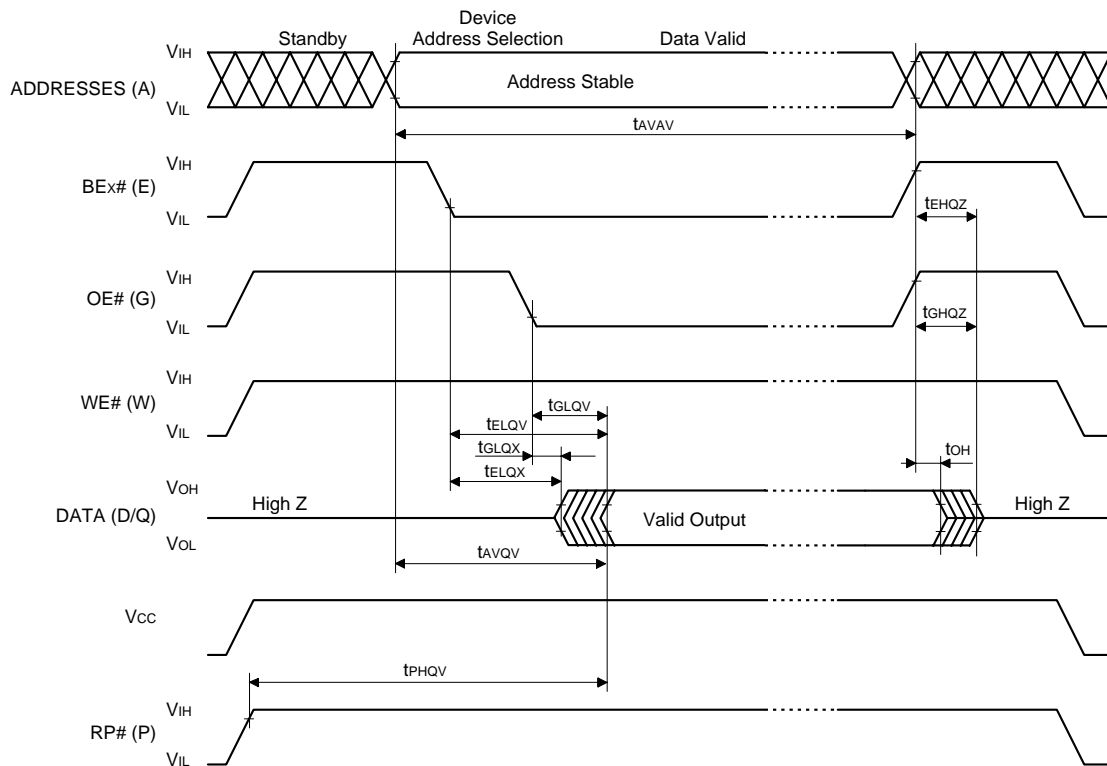 Device
Standby Address Selection Data Valid
VIH
ADDRESSES (A) Address Stable
VIL
tAVAV
VIH
BEX# (E)
VIL
tEHQZ
VIH
OE# (G)
VIL
tGHQZ
VIH
WE# (W)
VIL
tGLQV
tELQV
tGLQX
tOH
tELQX
VOH
High Z High Z
DATA (D/Q) Valid Output
VOL
tAVQV
VCC
tPHQV
VIH
RP# (P)
VIL